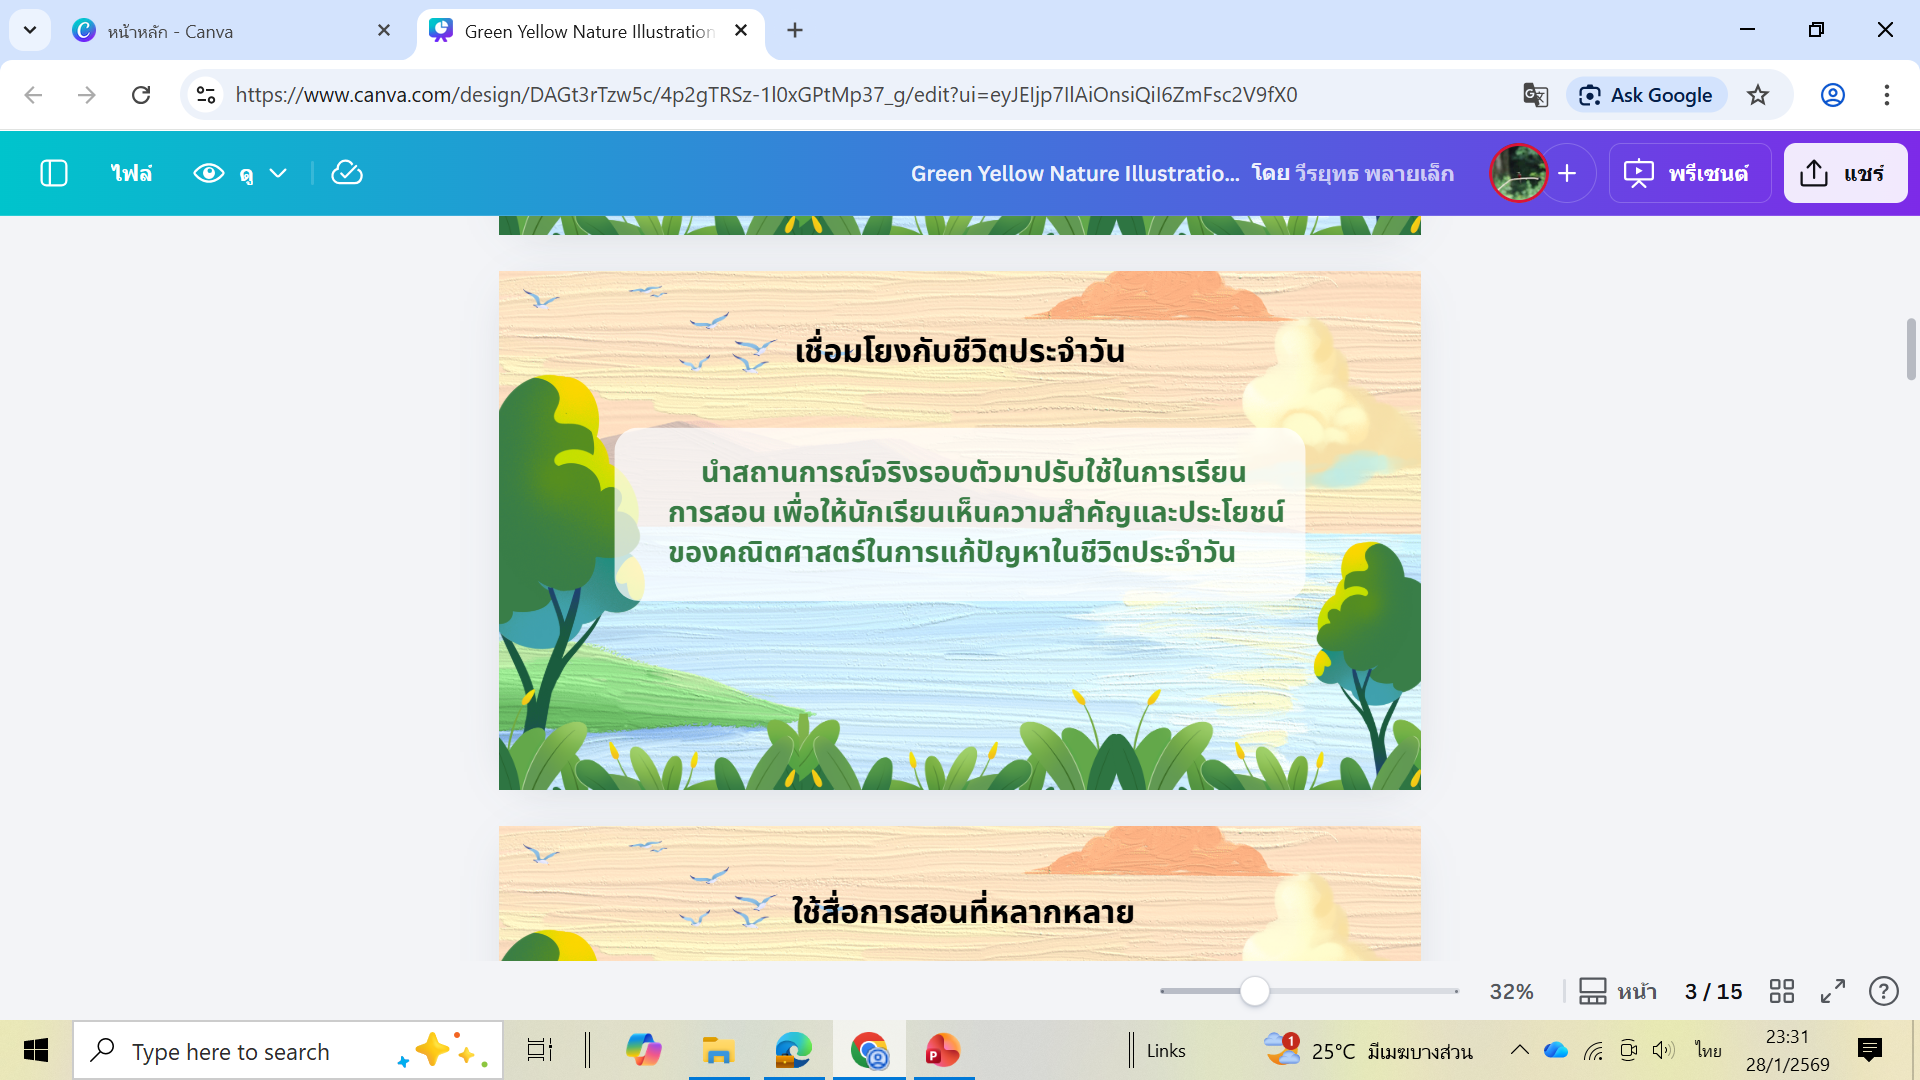 หน้าหลัก - Canva
Green Yellow Nature Illustration
https://www.canva.com/design/DAGt3rTzw5c/4p2gTRSz-1l0xGPtMp37_g/edit?ui=eyJEIjp7IlAiOnsiQiI6ZmFsc2V9fX0
Ask Google
ไฟล์
ดู
Green Yellow Nature Illustratio... โดย วีรยุทธ พลายเล็ก
พรีเซนต์
แชร์
เชื่อมโยงกับชีวิตประจำวัน
นำสถานการณ์จริงรอบตัวมาปรับใช้ในการเรียน
การสอน เพื่อให้นักเรียนเห็นความสำคัญและประโยชน์
ของคณิตศาสตร์ในการแก้ปัญหาในชีวิตประจำวัน
ใช้สื่อการสอนที่หลากหลาย
32%
หน้า
3 / 15
Type here to search
Links
1
25°C มีเมฆบางส่วน
ไทย
23:31
28/1/2569